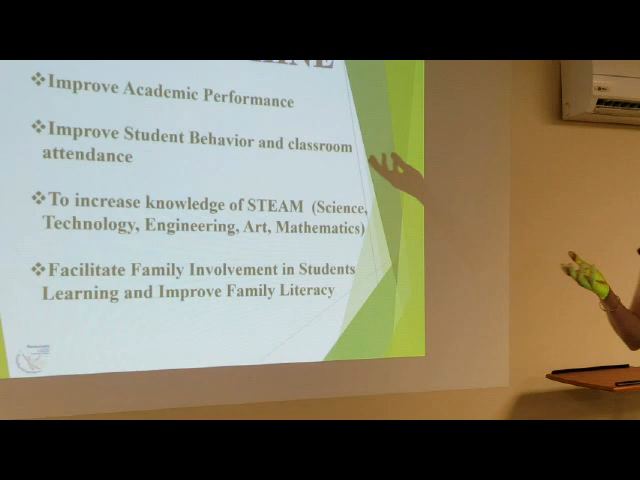 ❖Improve Academic Performance
❖Improve Student Behavior and classroom
attendance
❖To increase knowledge of STEAM (Science,
Technology, Engineering, Art, Mathematics)
❖Facilitate Family Involvement in Students
Learning and Improve Family Literacy